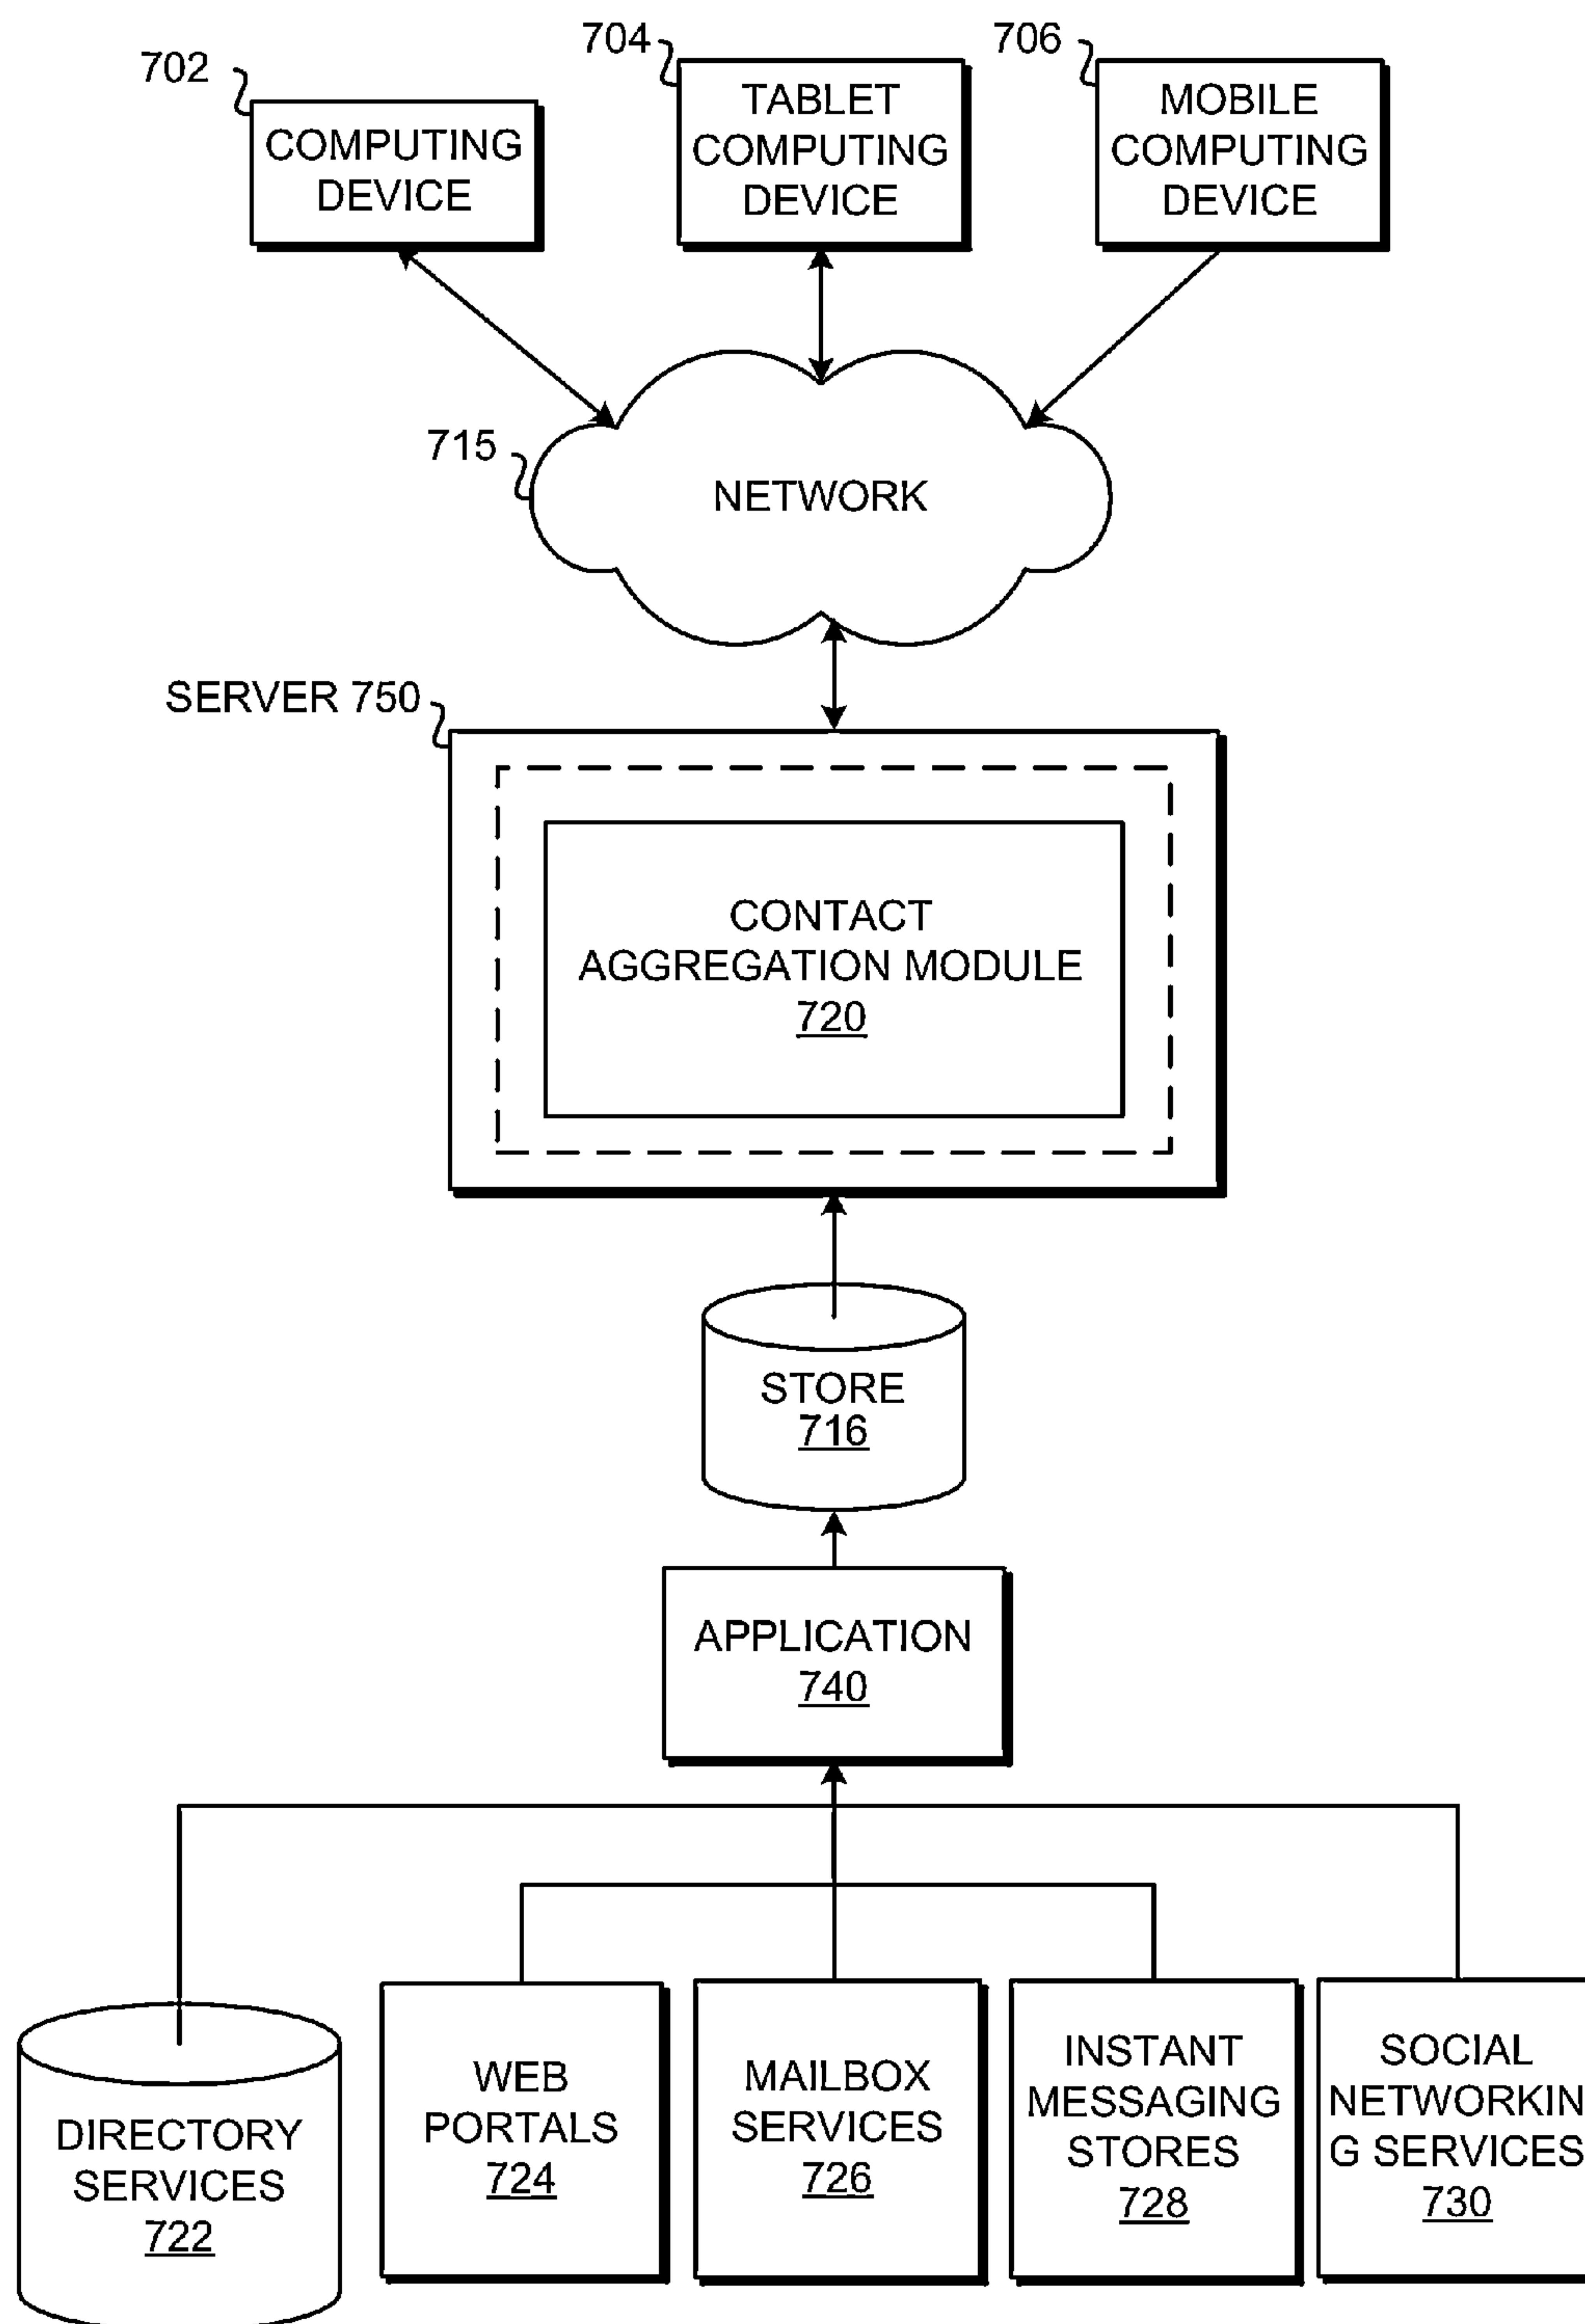 702
COMPUTING
DEVICE
704
TABLET
COMPUTING
DEVICE
706
MOBILE
COMPUTING
DEVICE
715
NETWORK
SERVER 750
CONTACT
AGGREGATION MODULE
720
STORE
716
APPLICATION
740
DIRECTORY
SERVICES
722
WEB
PORTALS
724
MAILBOX
SERVICES
726
INSTANT
MESSAGING
STORES
728
SOCIAL
NETWORKIN
G SERVICES
730